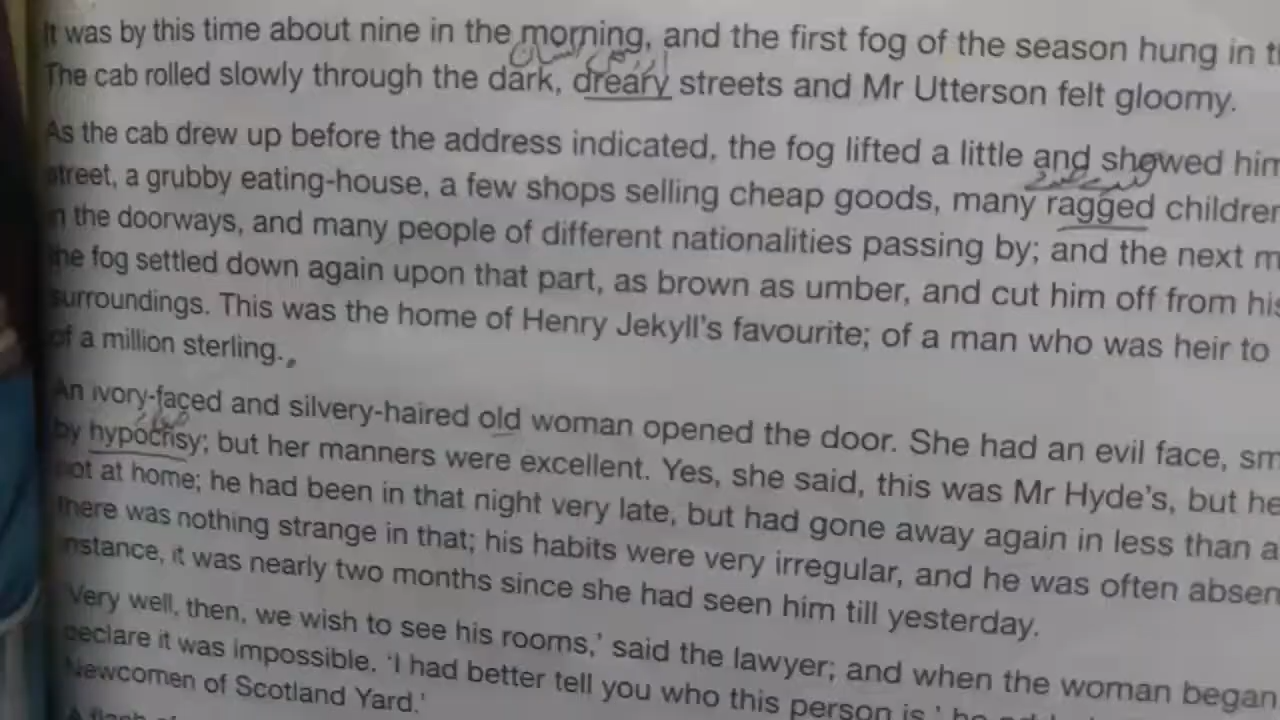 It was by this time about nine in the morning, and the first fog of the season hung in
The cab rolled slowly through the dark, dreary streets and Mr Utterson felt gloomy.
As the cab drew up before the address indicated, the fog lifted a little and showed him
street, a grubby eating-house, a few shops selling cheap goods, many ragged children
in the doorways, and many people of different nationalities passing by; and the next
the fog settled down again upon that part, as brown as umber, and cut him off from his
surroundings. This was the home of Henry Jekyll's favourite; of a man who was heir to
of a million sterling.
An ivory-faced and silvery-haired old woman opened the door. She had an evil face,
by hypocrisy; but her manners were excellent. Yes, she said, this was Mr Hyde's, but he
not at home; he had been in that night very late, but had gone away again in less than a
there was nothing strange in that; his habits were very irregular, and he was often
instance, it was nearly two months since she had seen him till yesterday.
'Very well, then, we wish to see his rooms,' said the lawyer; and when the woman began
declare it was impossible, 'I had better tell you who this person is,' he
Newcomen of Scotland Yard.'
A flash of